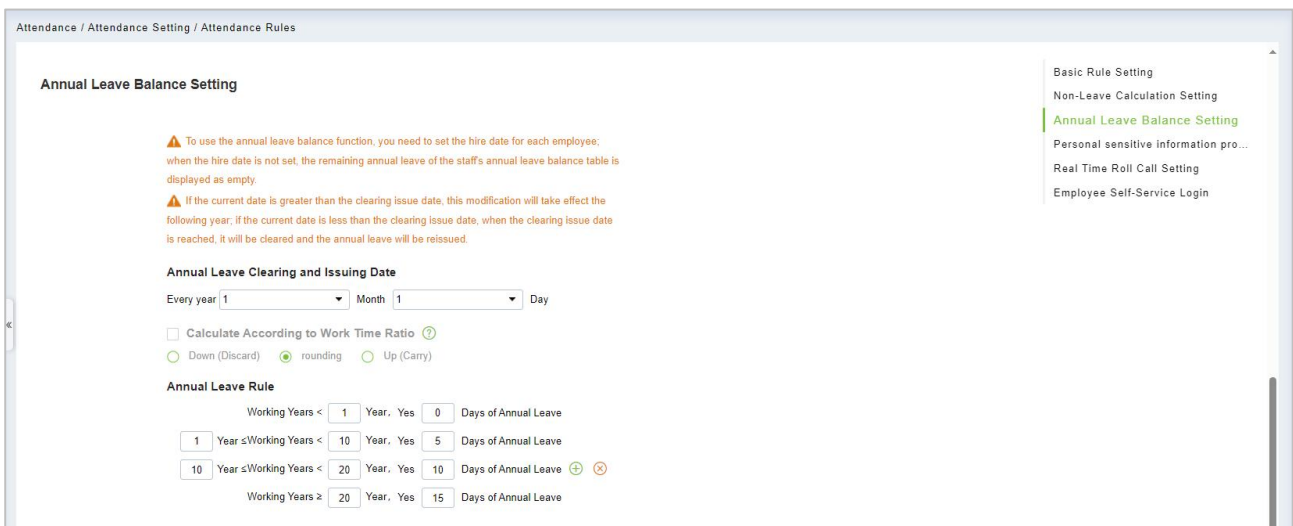 Attendance / Attendance Setting / Attendance Rules
Annual Leave Balance Setting
To use the annual leave balance function, you need to set the hire date for each employee;
when the hire date is not set, the remaining annual leave of the staff's annual leave balance table is
displayed as empty.
If the current date is greater than the clearing issue date, this modification will take effect the
following year; if the current date is less than the clearing issue date, when the clearing issue date
is reached, it will be cleared and the annual leave will be reissued.
Annual Leave Clearing and Issuing Date
Every year 1 Month 1 Day
Calculate According to Work Time Ratio ?
Down (Discard) rounding Up (Carry)
Annual Leave Rule
Working Years < 1 Year, Yes 0 Days of Annual Leave
1 Year ≤Working Years < 10 Year, Yes 5 Days of Annual Leave
10 Year ≤Working Years < 20 Year, Yes 10 Days of Annual Leave
Working Years ≥ 20 Year, Yes 15 Days of Annual Leave
Basic Rule Setting
Non-Leave Calculation Setting
Annual Leave Balance Setting
Personal sensitive information pro...
Real Time Roll Call Setting
Employee Self-Service Login
«